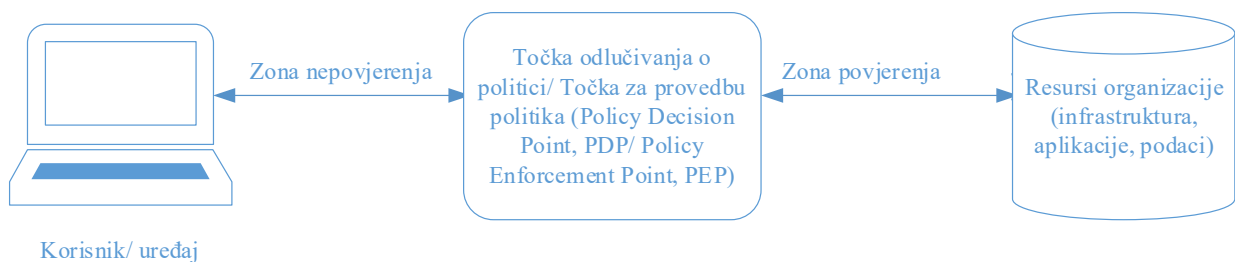 Korisnik/ uređaj
Zona nepovjerenja
Točka odlučivanja o
politici/ Točka za provedbu
politika (Policy Decision
Point, PDP/ Policy
Enforcement Point, PEP)
Zona povjerenja
Resursi organizacije
(infrastruktura,
aplikacije, podaci)